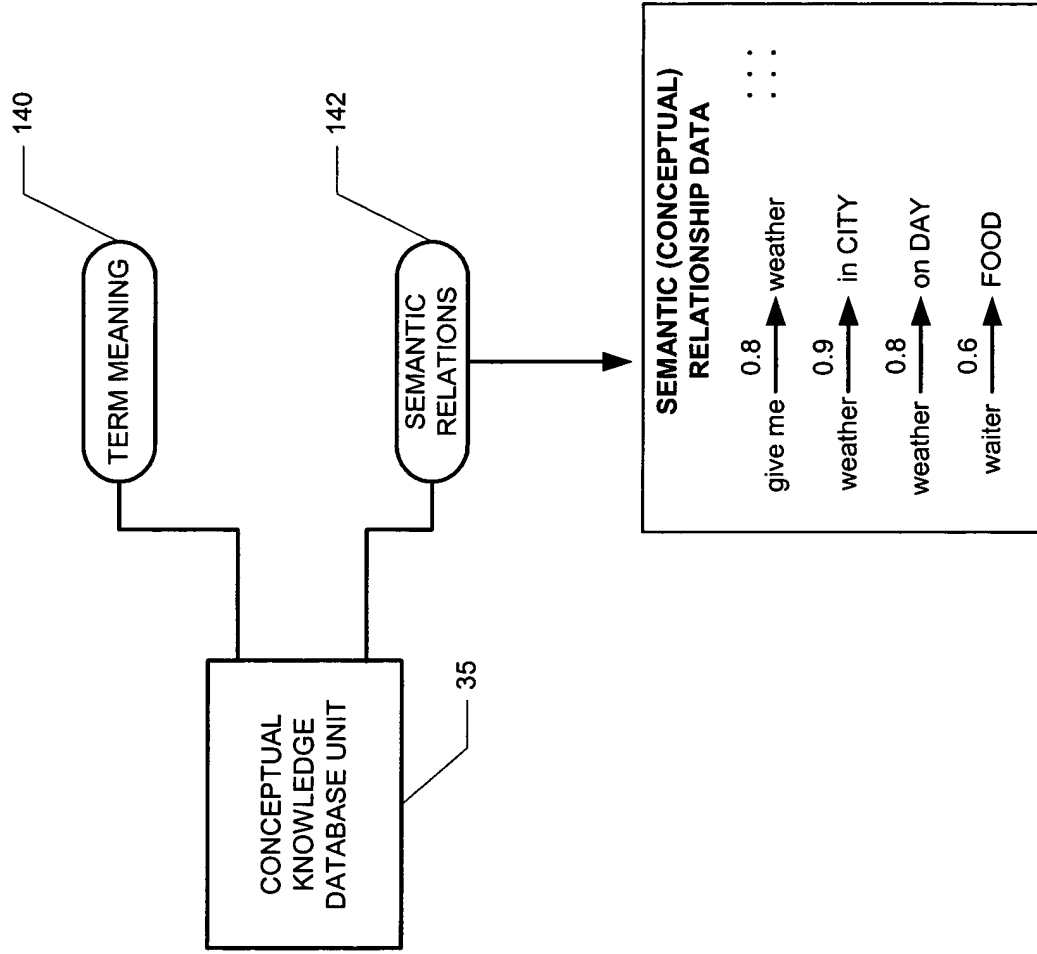 CONCEPTUAL
KNOWLEDGE
DATABASE UNIT
35
TERM MEANING
140
SEMANTIC
RELATIONS
142
SEMANTIC (CONCEPTUAL)
RELATIONSHIP DATA
give me 0.8 weather . . .
weather 0.9 in CITY . . .
weather 0.8 on DAY
waiter 0.6 FOOD